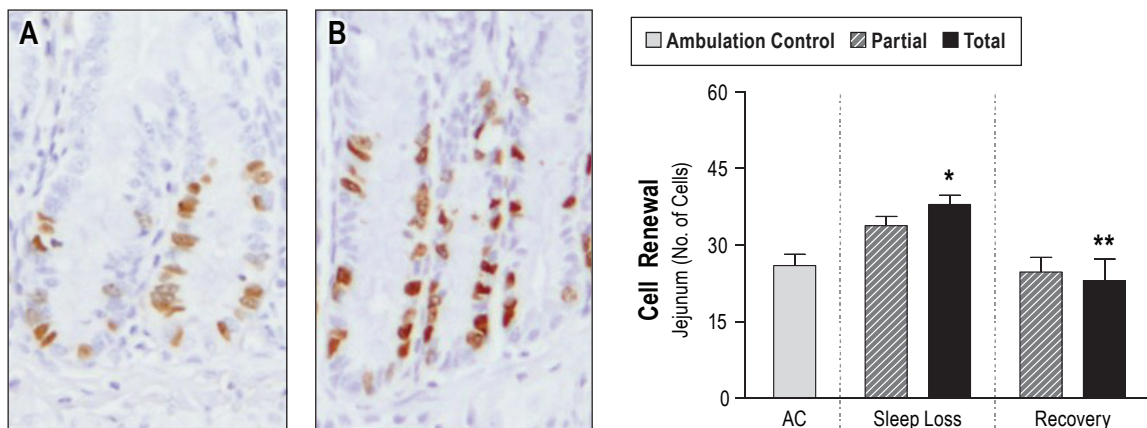 A
B
Ambulation Control Partial Total
Cell Renewal
Jejunum (No. of Cells)
60
45
30
15
0
*
**
AC Sleep Loss Recovery